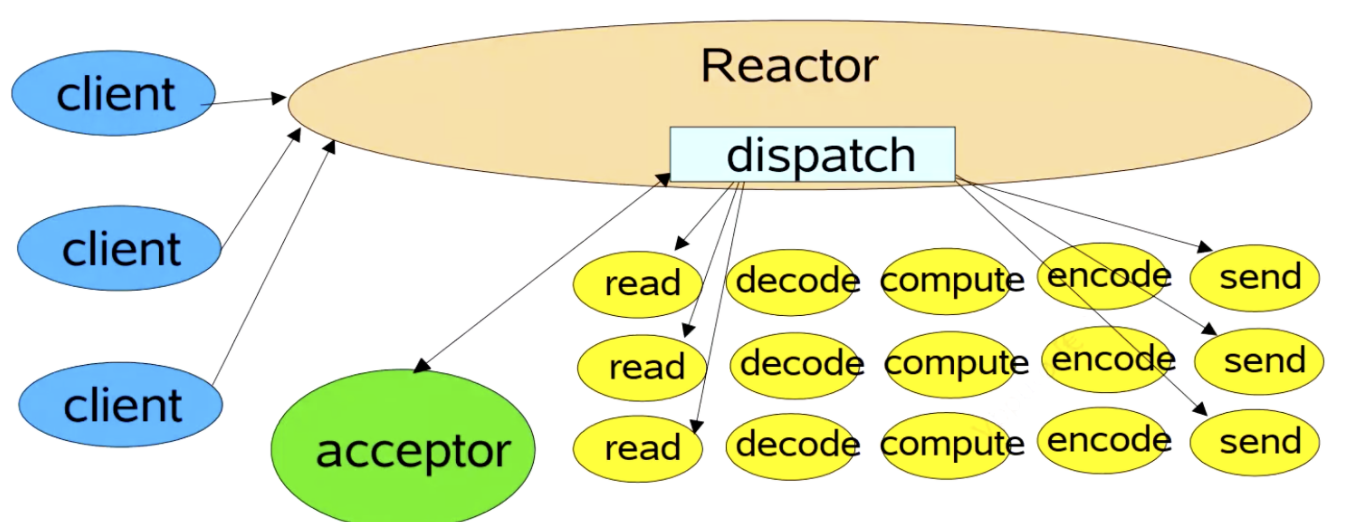 Reactor
client
dispatch
client
client
acceptor
read decode compute encode send
read decode compute encode send
read decode compute encode send